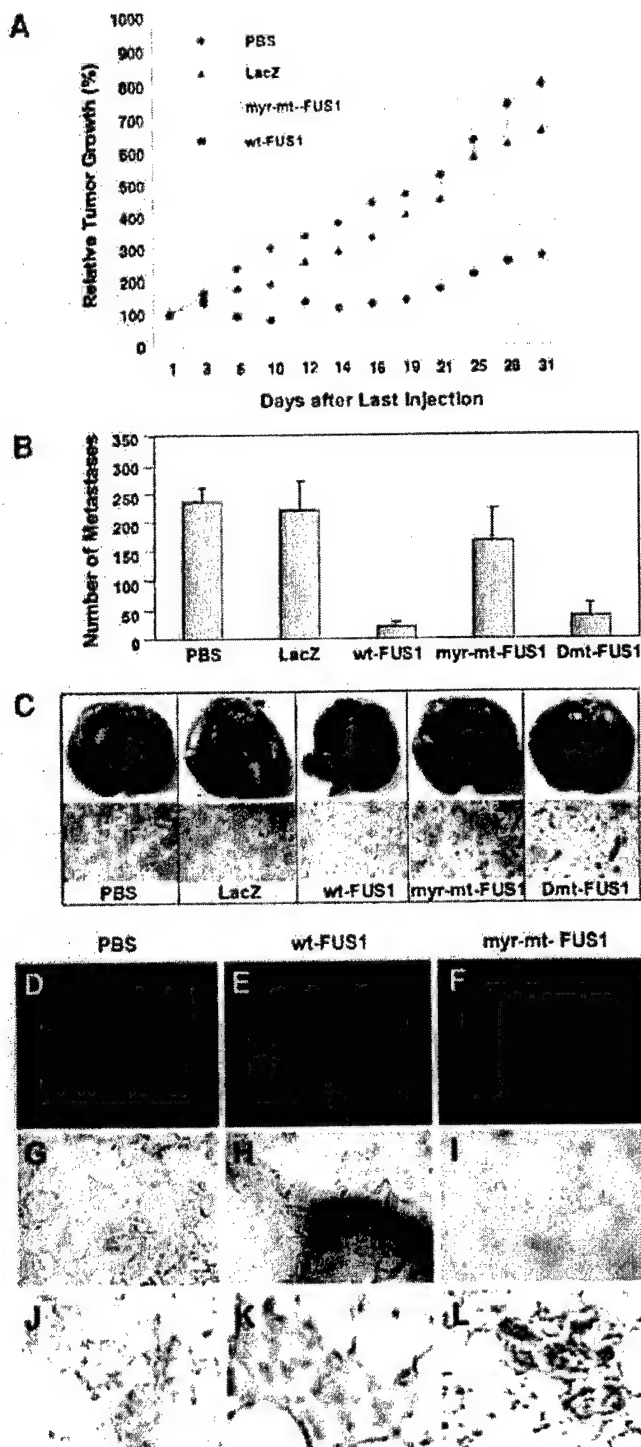 A
Relative Tumor Growth (%)
1000
900
800
700
600
500
400
300
200
100
0
PBS
LacZ
myr-mt--FUS1
wt-FUS1
1 3 6 10 12 14 16 19 21 25 28 31
Days after Last Injection
B
Number of Metastases
350
300
250
200
150
100
50
0
PBS LacZ wt-FUS1 myr-mt-FUS1 Dmt-FUS1
C
PBS LacZ wt-FUS1 myr-mt-FUS1 Dmt-FUS1
PBS wt-FUS1 myr-mt- FUS1
D E F
G H I
J K L